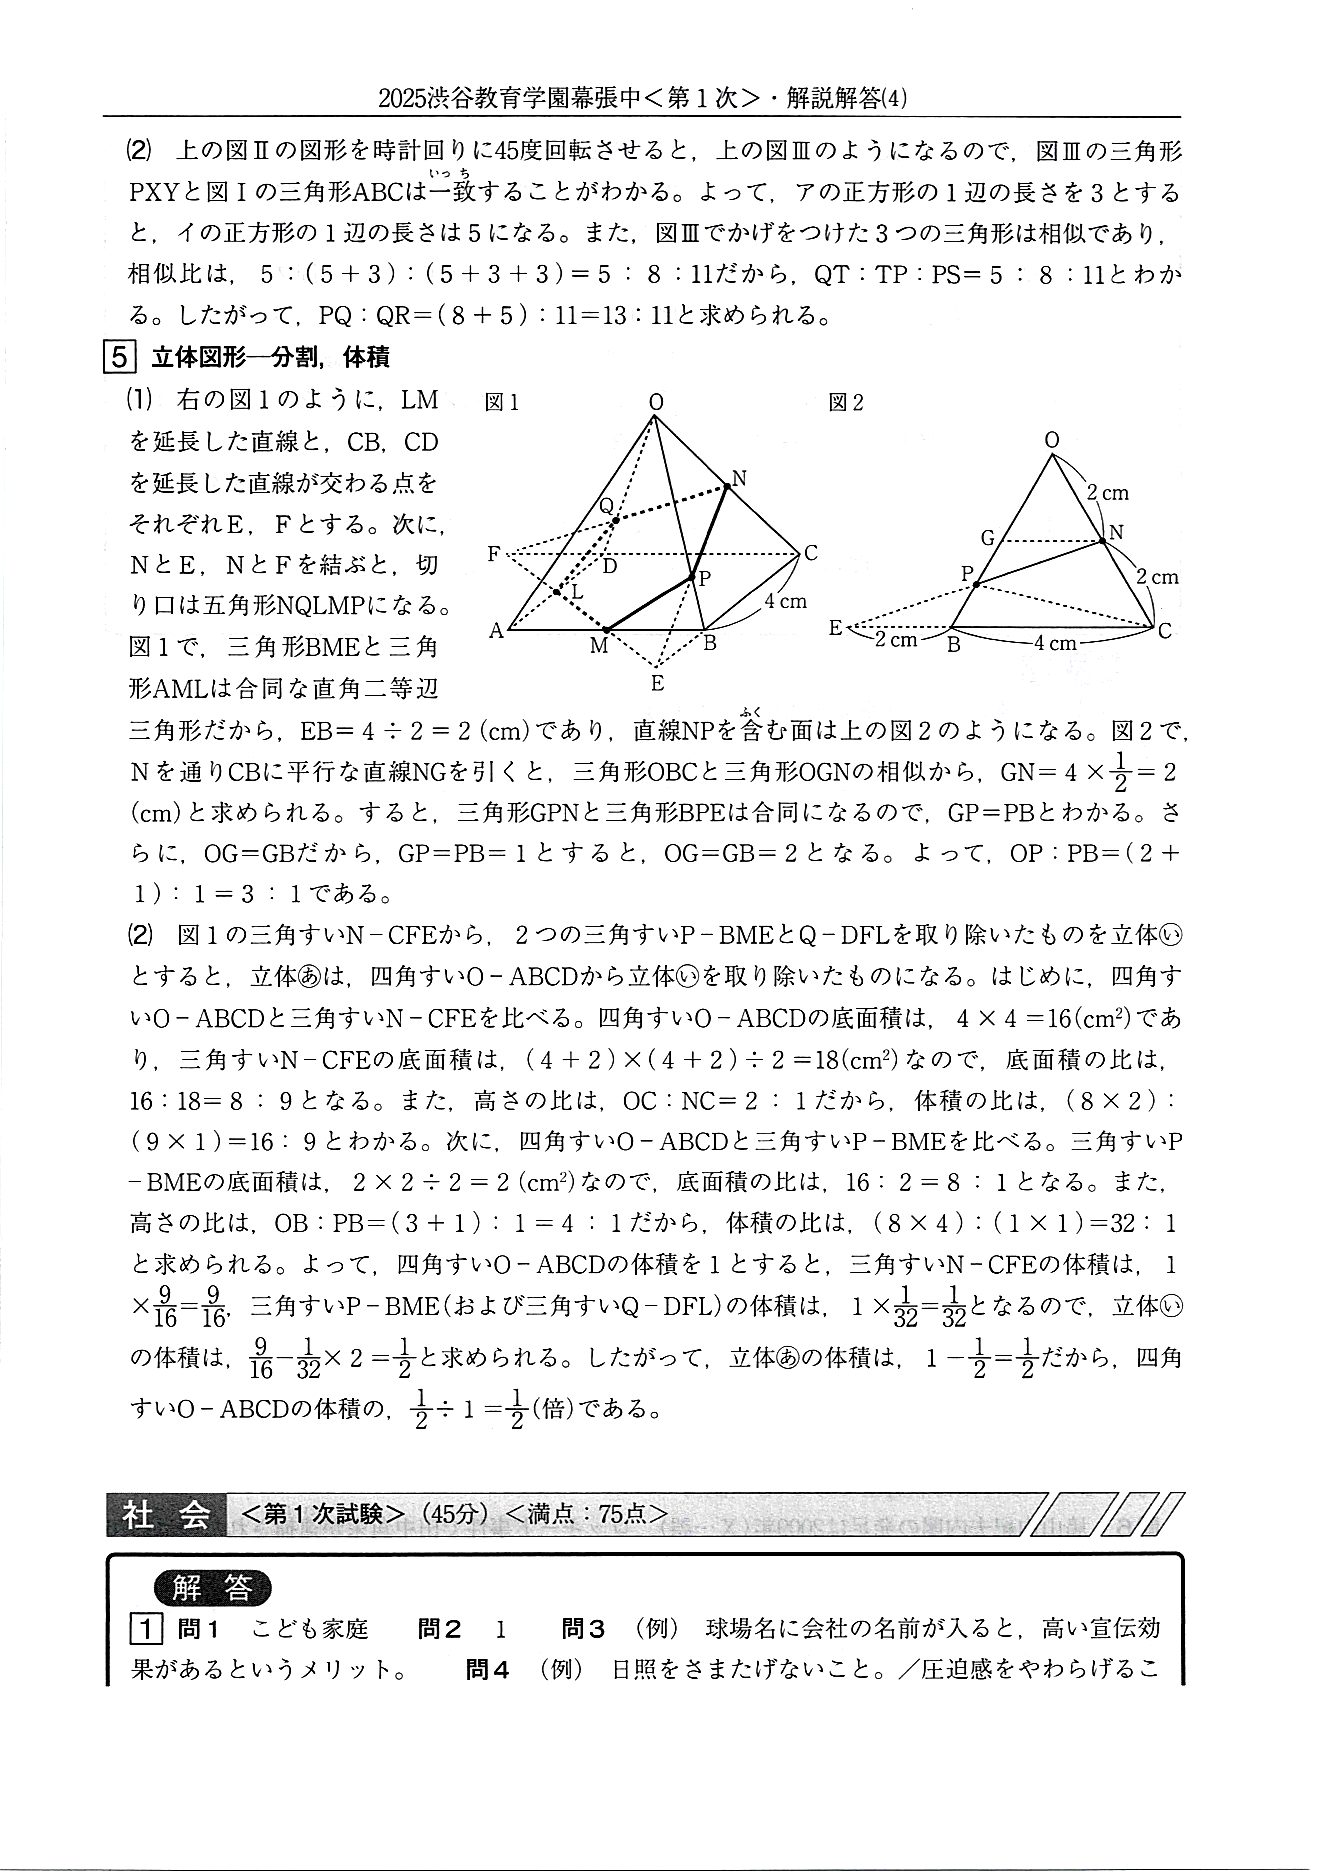 2025渋谷教育学園幕張中＜第１次＞・解説解答(4)
(2)　上の図Ⅱの図形を時計回りに45度回転させると，上の図Ⅲのようになるので，図Ⅲの三角形
いっち
PXYと図Ⅰの三角形ABCは一致することがわかる。よって，アの正方形の１辺の長さを３とする
と，イの正方形の１辺の長さは５になる。また，図Ⅲでかげをつけた３つの三角形は相似であり，
相似比は，５：(５＋３)：(５＋３＋３)＝５：８：11だから，QT：TP：PS＝５：８：11とわか
る。したがって，PQ：QR＝(８＋５)：11＝13：11と求められる。
5 立体図形―分割，体積
(1)　右の図１のように，LM
を延長した直線と，CB，CD
を延長した直線が交わる点を
それぞれE，Fとする。次に，
NとE，NとFを結ぶと，切
り口は五角形NQLMPになる。
図１で，三角形BMEと三角
形AMLは合同な直角二等辺
図１
O
N
Q
F
D
C
L
P
4 cm
A
M
B
E
図２
O
2 cm
G
N
P
2 cm
E
2 cm
B
4 cm
C
ふく
三角形だから，EB＝４÷２＝２(cm)であり，直線NPを含む面は上の図２のようになる。図２で，
Nを通りCBに平行な直線NGを引くと，三角形OBCと三角形OGNの相似から，GN＝４×1/2＝２
(cm)と求められる。すると，三角形GPNと三角形BPEは合同になるので，GP＝PBとわかる。さ
らに，OG＝GBだから，GP＝PB＝１とすると，OG＝GB＝２となる。よって，OP：PB＝(２＋
１)：１＝３：１である。
(2)　図１の三角すいN－CFEから，２つの三角すいP－BMEとQ－DFLを取り除いたものを立体㋑
とすると，立体あは，四角すいO－ABCDから立体いを取り除いたものになる。はじめに，四角す
いO－ABCDと三角すいN－CFEを比べる。四角すいO－ABCDの底面積は，４×４＝16(cm²)であ
り，三角すいN－CFEの底面積は，(４＋２)×(４＋２)÷２＝18(cm²)なので，底面積の比は，
16：18＝８：９となる。また，高さの比は，OC：NC＝２：１だから，体積の比は，(８×２)：
(９×１)＝16：９とわかる。次に，四角すいO－ABCDと三角すいP－BMEを比べる。三角すいP
－BMEの底面積は，２×２÷２＝２(cm²)なので，底面積の比は，16：２＝８：１となる。また，
高さの比は，OB：PB＝(３＋１)：１＝４：１だから，体積の比は，(８×４)：(１×１)＝32：１
と求められる。よって，四角すいO－ABCDの体積を１とすると，三角すいN－CFEの体積は，１
×9/16＝9/16，三角すいP－BME(および三角すいQ－DFL)の体積は，１×1/32＝1/32となるので，立体い
の体積は，9/16－1/32×２＝1/2と求められる。したがって，立体あの体積は，１－1/2＝1/2だから，四角
すいO－ABCDの体積の，1/2÷１＝1/2(倍)である。
社会 ＜第１次試験＞（45分）＜満点：75点＞
解答
1 問１　こども家庭　　問２　1　　問３　（例）　球場名に会社の名前が入ると，高い宣伝効
果があるというメリット。　　問４　（例）　日照をさまたげないこと。／圧迫感をやわらげるこ